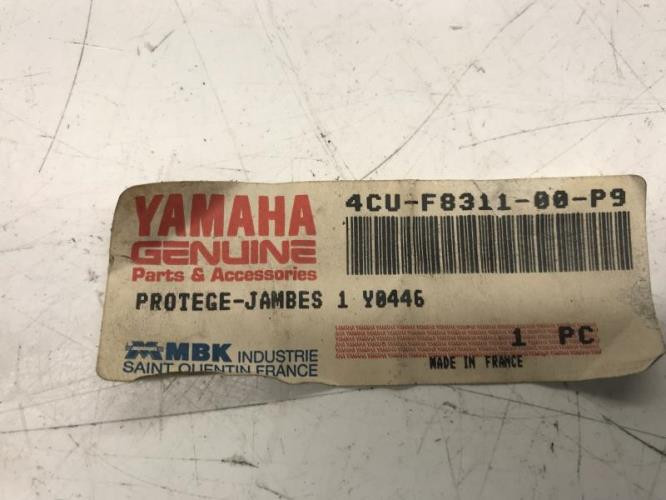 YAMAHA
GENUINE
Parts & Accessories
4CU-F8311-00-P9
PROTEGE-JAMBES 1 Y0446
1 PC
MBK INDUSTRIE
SAINT QUENTIN FRANCE
MADE IN FRANCE